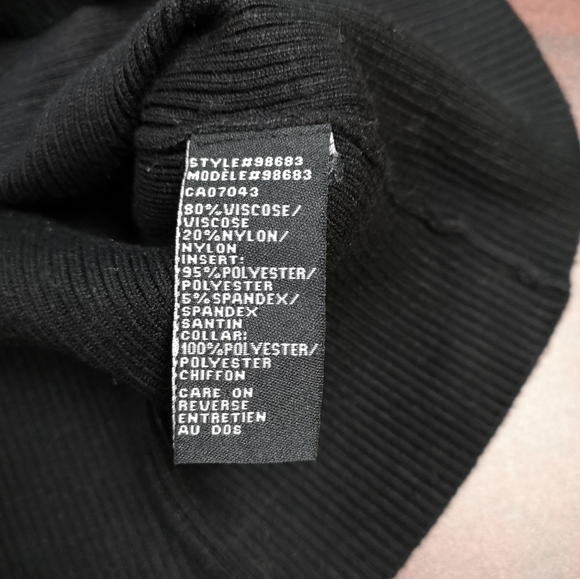 STYLE#98683
MODÈLE#98683
CA07043
80%VISCOSE/
VISCOSE
20%NYLON/
NYLON
INSERT:
95%POLYESTER/
POLYESTER
5%SPANDEX/
SPANDEX
SANTIN
COLLAR:
100%POLYESTER/
POLYESTER
CHIFFON
CARE ON
REVERSE
ENTRETIEN
AU DOS